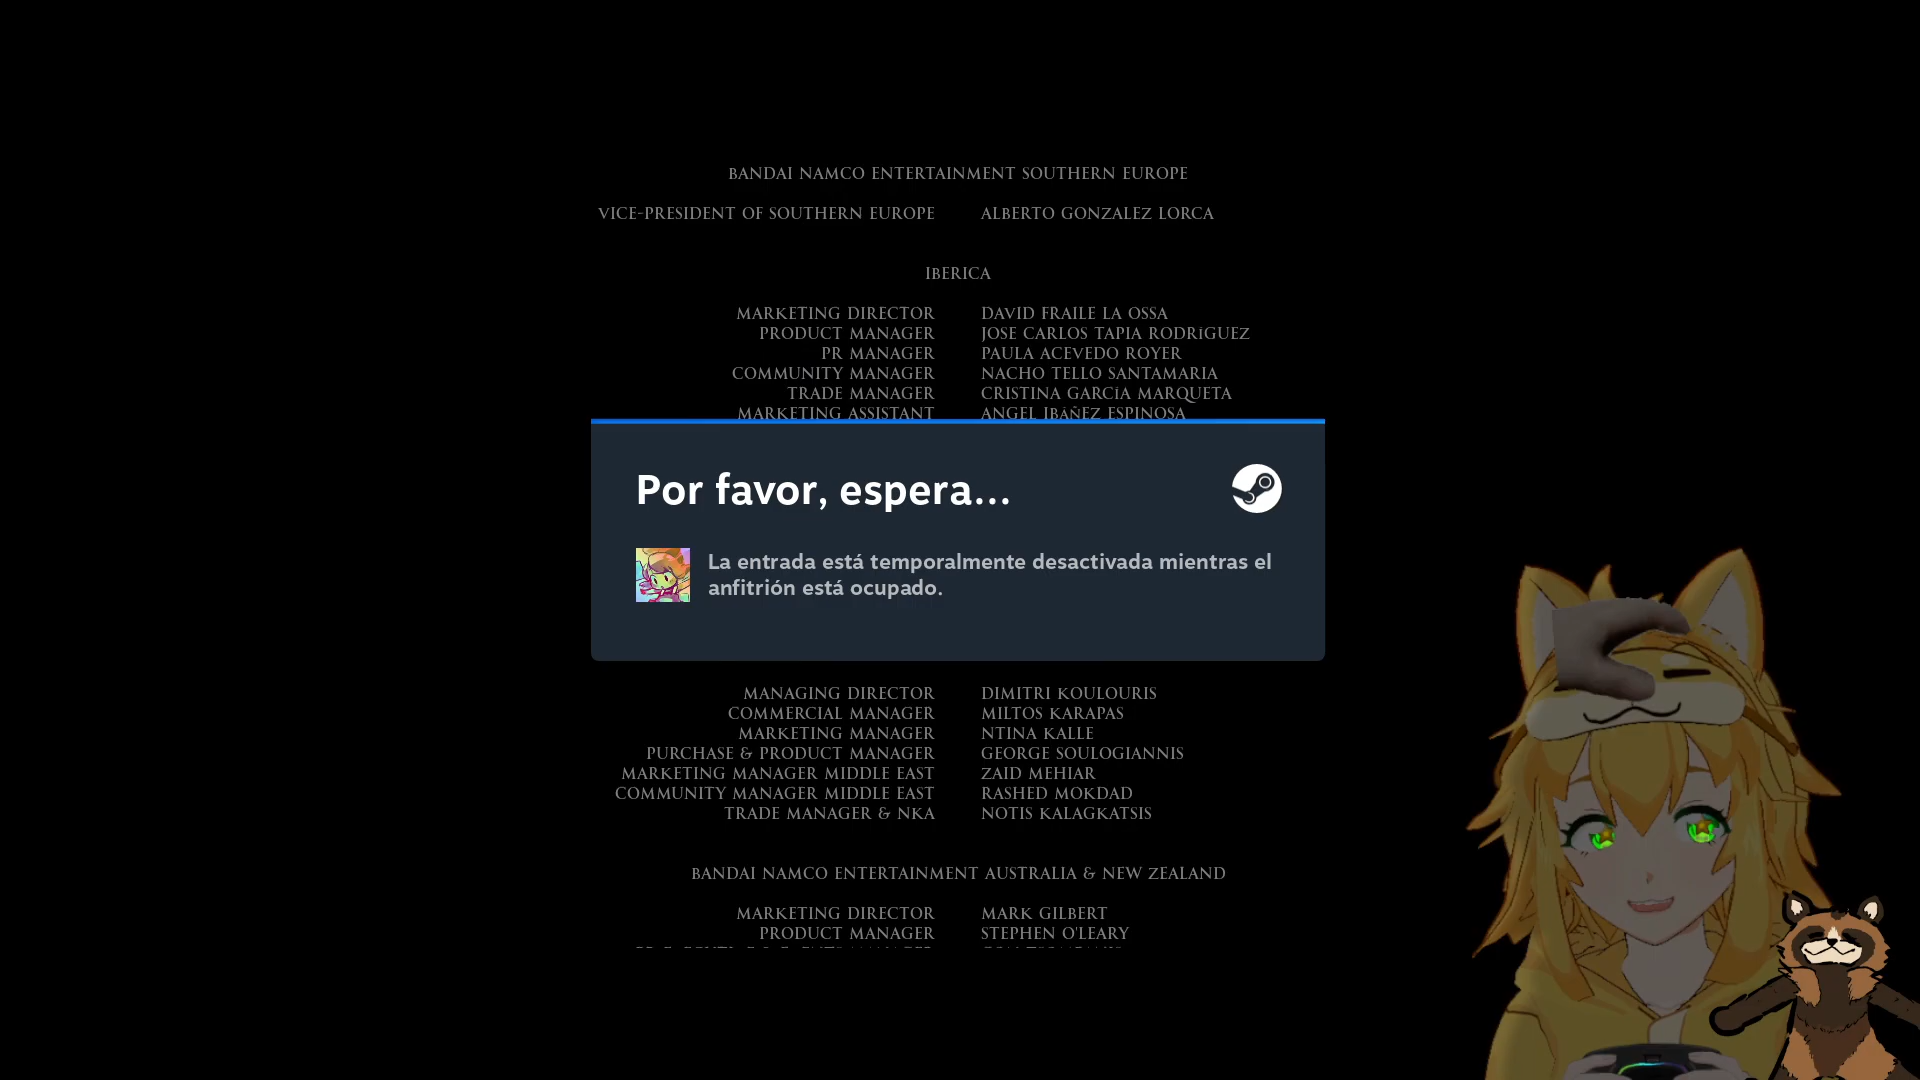 BANDAI NAMCO ENTERTAINMENT SOUTHERN EUROPE
VICE-PRESIDENT OF SOUTHERN EUROPE ALBERTO GONZALEZ LORCA
IBERICA
MARKETING DIRECTOR DAVID FRAILE LA OSSA
PRODUCT MANAGER JOSE CARLOS TAPIA RODRÍGUEZ
PR MANAGER PAULA ACEVEDO ROYER
COMMUNITY MANAGER NACHO TELLO SANTAMARIA
TRADE MANAGER CRISTINA GARCÍA MARQUETA
MARKETING ASSISTANT ANGEL IBÁÑEZ ESPINOSA
Por favor, espera...
La entrada está temporalmente desactivada mientras el
anfitrión está ocupado.
MANAGING DIRECTOR DIMITRI KOULOURIS
COMMERCIAL MANAGER MILTOS KARAPAS
MARKETING MANAGER NTINA KALLE
PURCHASE & PRODUCT MANAGER GEORGE SOULOGIANNIS
MARKETING MANAGER MIDDLE EAST ZAID MEHIAR
COMMUNITY MANAGER MIDDLE EAST RASHED MOKDAD
TRADE MANAGER & NKA NOTIS KALAGKATSIS
BANDAI NAMCO ENTERTAINMENT AUSTRALIA & NEW ZEALAND
MARKETING DIRECTOR MARK GILBERT
PRODUCT MANAGER STEPHEN O'LEARY